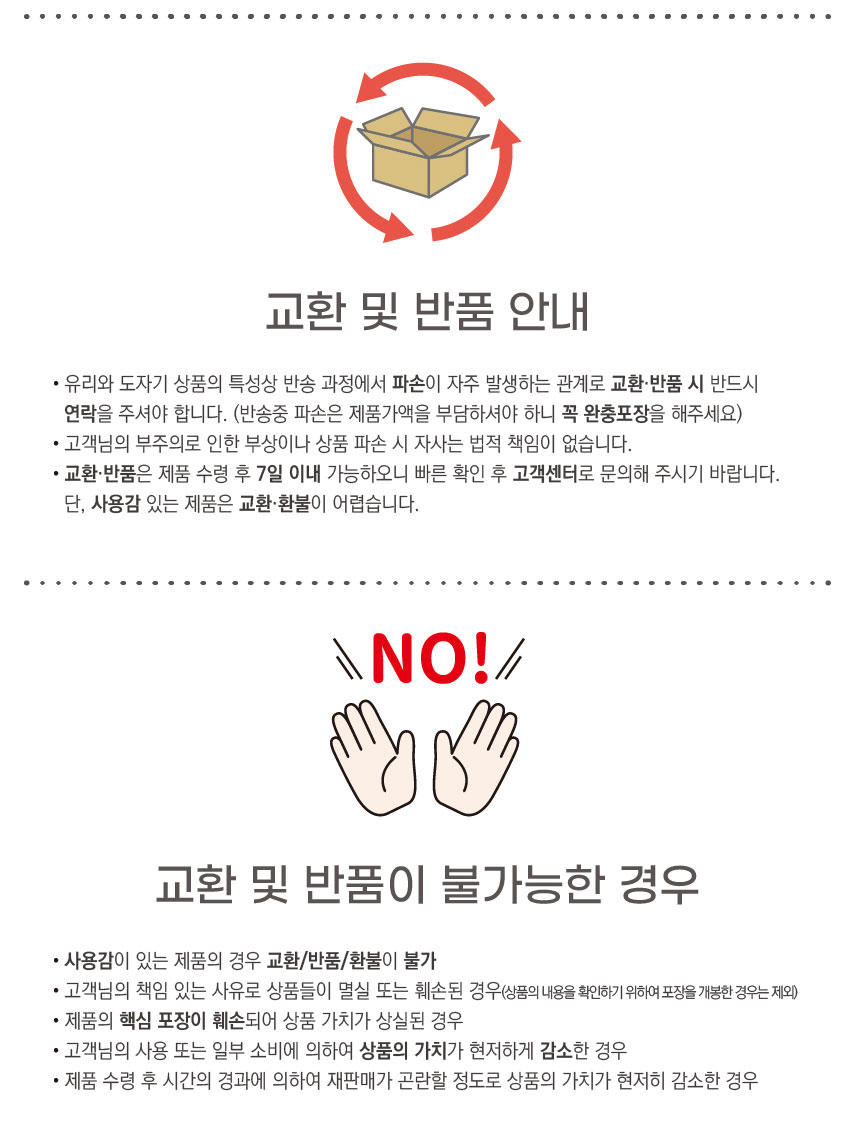 교환 및 반품 안내
• 유리와 도자기 상품의 특성상 반송 과정에서 파손이 자주 발생하는 관계로 교환·반품 시 반드시
연락을 주셔야 합니다. (반송중 파손은 제품가액을 부담하셔야 하니 꼭 완충포장을 해주세요)
• 고객님의 부주의로 인한 부상이나 상품 파손 시 자사는 법적 책임이 없습니다.
• 교환·반품은 제품 수령 후 7일 이내 가능하오니 빠른 확인 후 고객센터로 문의해 주시기 바랍니다.
단, 사용감 있는 제품은 교환·환불이 어렵습니다.
NO!
교환 및 반품이 불가능한 경우
• 사용감이 있는 제품의 경우 교환/반품/환불이 불가
• 고객님의 책임 있는 사유로 상품들이 멸실 또는 훼손된 경우(상품의 내용을 확인하기 위하여 포장을 개봉한 경우는 제외)
• 제품의 핵심 포장이 훼손되어 상품 가치가 상실된 경우
• 고객님의 사용 또는 일부 소비에 의하여 상품의 가치가 현저하게 감소한 경우
• 제품 수령 후 시간의 경과에 의하여 재판매가 곤란할 정도로 상품의 가치가 현저히 감소한 경우